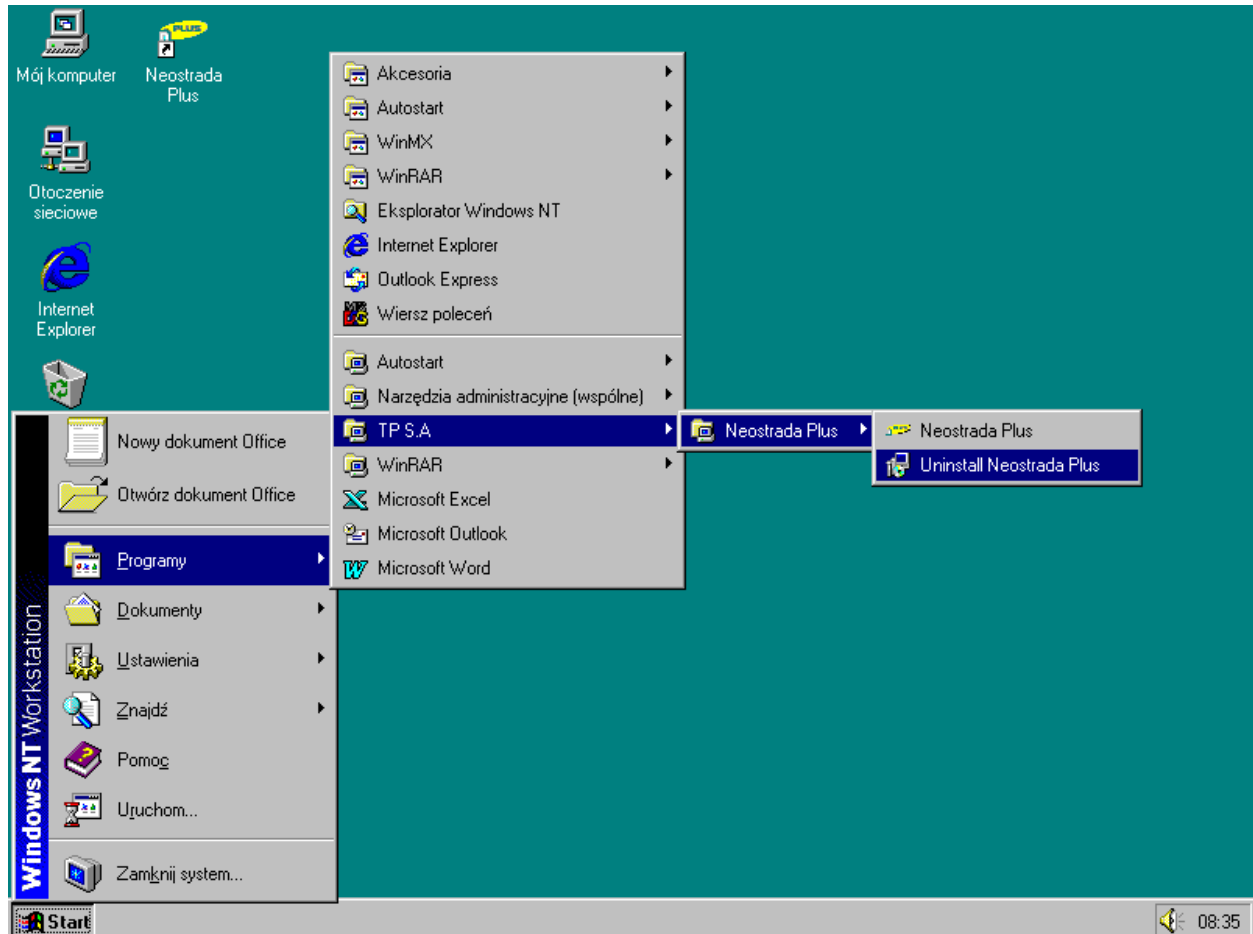 Mój komputer
Neostrada
Plus
PLUS
Otoczenie
sieciowe
Internet
Explorer
Akcesoria
Autostart
WinMX
WinRAR
Eksplorator Windows NT
Internet Explorer
Outlook Express
Wiersz poleceń
Autostart
Narzędzia administracyjne (wspólne)
TP S.A
WinRAR
Microsoft Excel
Microsoft Outlook
Microsoft Word
Neostrada Plus
Neostrada Plus
Uninstall Neostrada Plus
Nowy dokument Office
Otwórz dokument Office
Programy
Dokumenty
Ustawienia
Znajdź
Pomoc
Uruchom...
Zamknij system...
Windows NT Workstation
Start
08:35